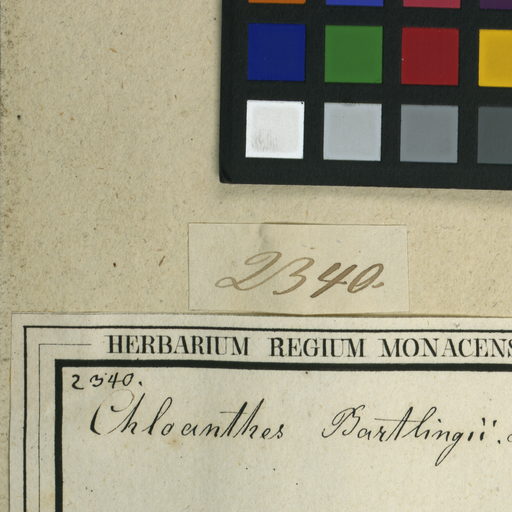 2340.
HERBARIUM REGIUM MONACENS
2340.
Chloanthes Bartlingii.